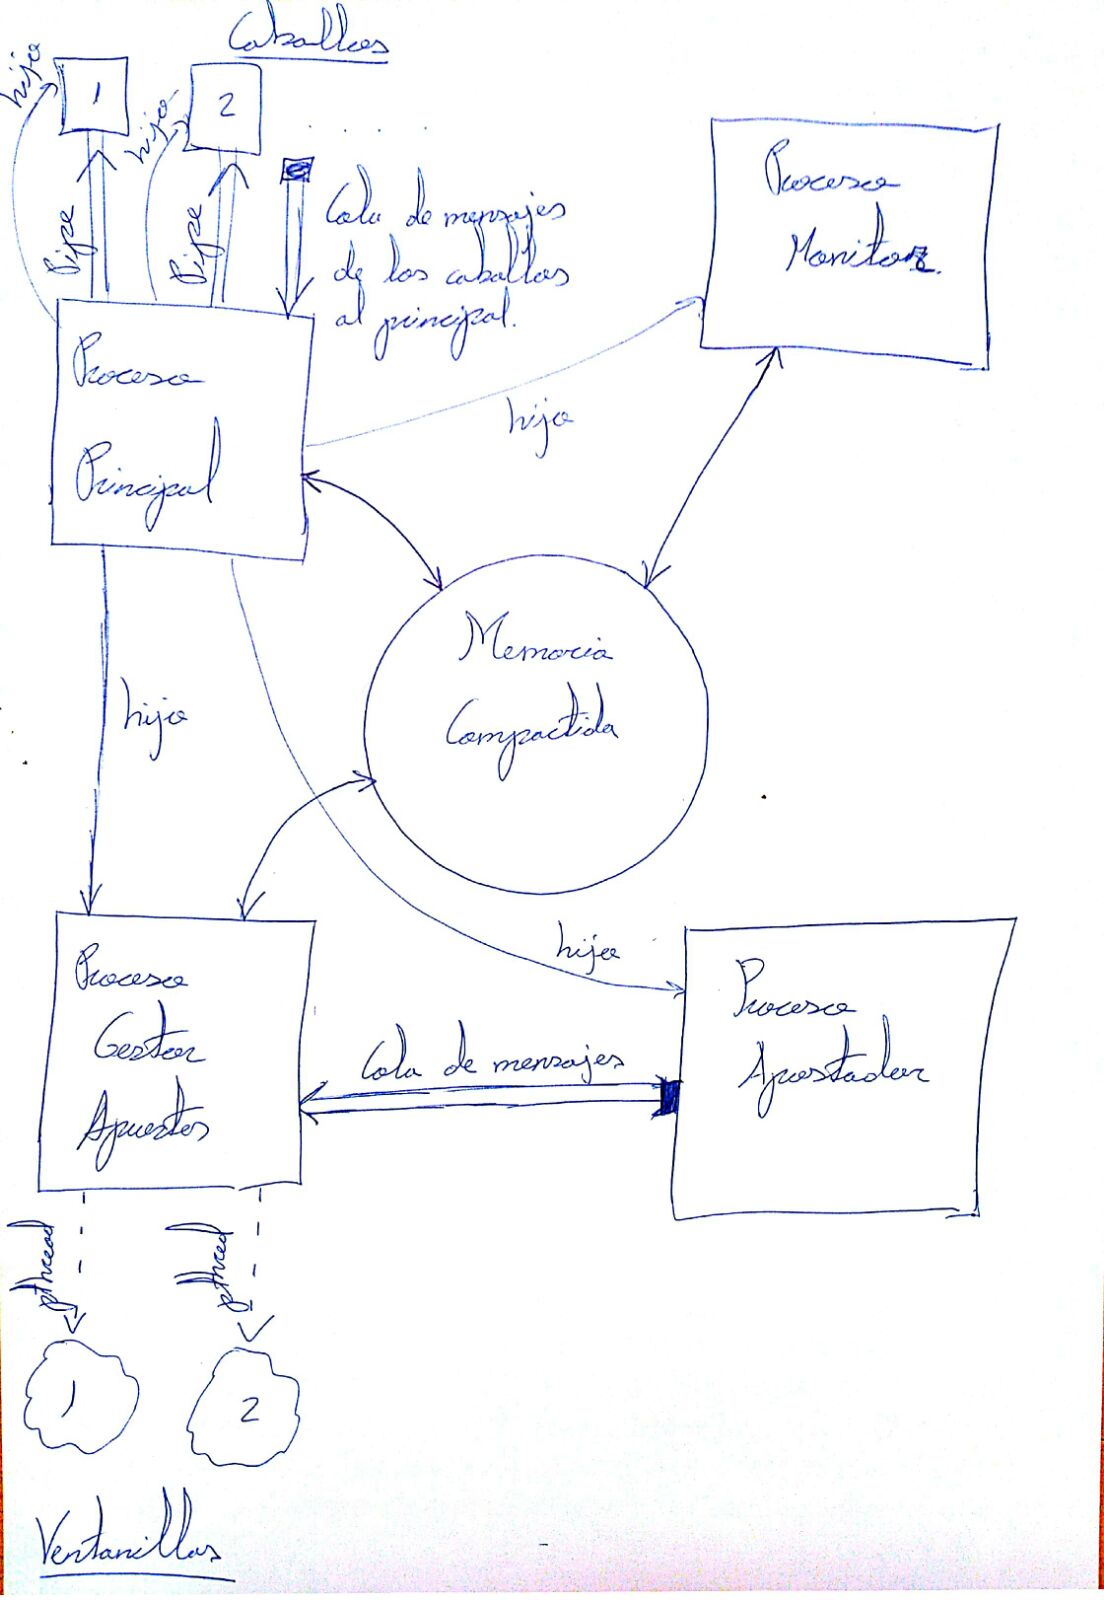 Caballos
hijo
1
hijo
2
Pipe
Pipe
Cola de mensajes
de los caballos
al principal.
Proceso
Monitor
Proceso
Principal
hijo
hijo
Memoria
Compartida
hijo
Proceso
Gestor
Apuestas
Cola de mensajes
Proceso
Apostador
pthread
pthred
1
2
Ventanillas